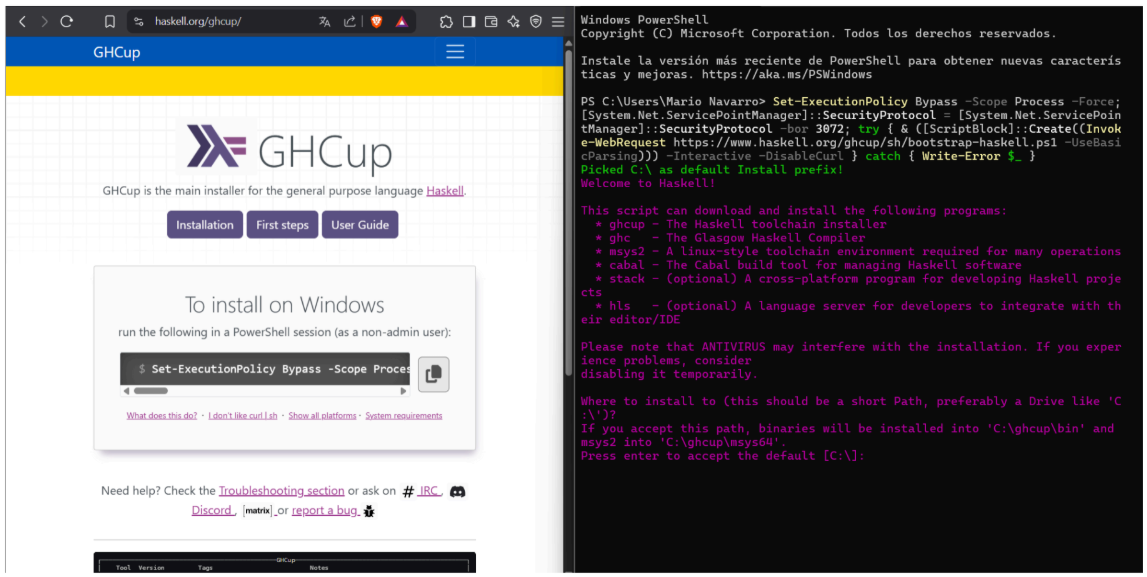 haskell.org/ghcup/
GHCup
GHCup
GHCup is the main installer for the general purpose language Haskell.
Installation
First steps
User Guide
To install on Windows
run the following in a PowerShell session (as a non-admin user):
$ Set-ExecutionPolicy Bypass -Scope Proces
What does this do? · I don't like curl | sh · Show all platforms · System requirements
Need help? Check the Troubleshooting section or ask on # IRC ,
Discord , [matrix] or report a bug
GHCup
Tool Version Tags Notes
Windows PowerShell
Copyright (C) Microsoft Corporation. Todos los derechos reservados.
Instale la versión más reciente de PowerShell para obtener nuevas caracterís
ticas y mejoras. https://aka.ms/PSWindows
PS C:\Users\Mario Navarro> Set-ExecutionPolicy Bypass -Scope Process -Force;
[System.Net.ServicePointManager]::SecurityProtocol = [System.Net.ServicePoin
tManager]::SecurityProtocol -bor 3072; try { & ([ScriptBlock]::Create((Invok
e-WebRequest https://www.haskell.org/ghcup/sh/bootstrap-haskell.ps1 -UseBasi
cParsing))) -Interactive -DisableCurl } catch { Write-Error $_ }
Picked C:\ as default Install prefix!
Welcome to Haskell!
This script can download and install the following programs:
* ghcup - The Haskell toolchain installer
* ghc - The Glasgow Haskell Compiler
* msys2 - A linux-style toolchain environment required for many operations
* cabal - The Cabal build tool for managing Haskell software
* stack - (optional) A cross-platform program for developing Haskell proje
cts
* hls - (optional) A language server for developers to integrate with th
eir editor/IDE
Please note that ANTIVIRUS may interfere with the installation. If you exper
ience problems, consider
disabling it temporarily.
Where to install to (this should be a short Path, preferably a Drive like 'C
:\')?
If you accept this path, binaries will be installed into 'C:\ghcup\bin' and
msys2 into 'C:\ghcup\msys64'.
Press enter to accept the default [C:\]: